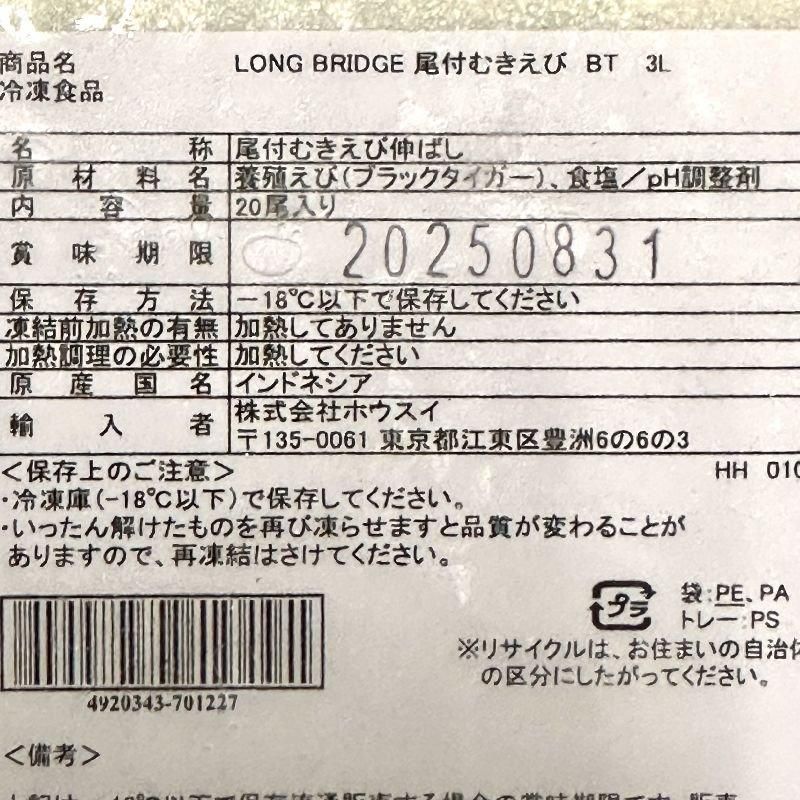 商品名 LONG BRIDGE 尾付むきえび BT 3L
冷凍食品
名称 尾付むきえび伸ばし
原材料名 養殖えび(ブラックタイガー)、食塩/pH調整剤
内容量 20尾入り
賞味期限 20250831
保存方法 -18℃以下で保存してください
凍結前加熱の有無 加熱してありません
加熱調理の必要性 加熱してください
原産国名 インドネシア
輸入者 株式会社ホウスイ
〒135-0061 東京都江東区豊洲6の6の3
<保存上のご注意> HH 010
・冷凍庫(-18℃以下)で保存してください。
・いったん解けたものを再び凍らせますと品質が変わることが
ありますので、再凍結はさけてください。
プラ 袋:PE、PA
トレー:PS
※リサイクルは、お住まいの自治体
の区分にしたがってください。
4920343-701227
<備考>